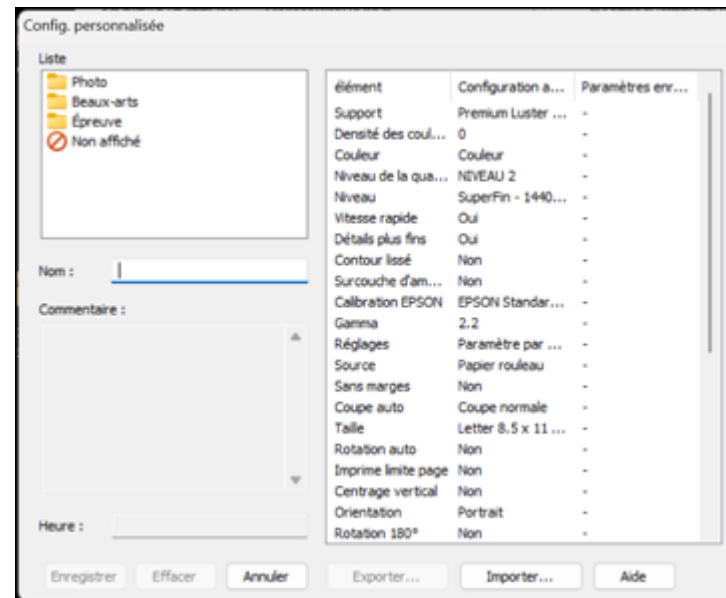 Config. personnalisée
Liste
Photo
Beaux-arts
Épreuve
Non affiché
Nom :
Commentaire :
Heure :
élément Configuration a... Paramètres enr...
Support Premium Luster ... -
Densité des coul... 0 -
Couleur Couleur -
Niveau de la qua... NIVEAU 2 -
Niveau SuperFin - 1440... -
Vitesse rapide Oui -
Détails plus fins Oui -
Contour lissé Non -
Surcouche d'am... Non -
Calibration EPSON EPSON Standar... -
Gamma 2.2 -
Réglages Paramètre par ... -
Source Papier rouleau -
Sans marges Non -
Coupe auto Coupe normale -
Taille Letter 8.5 x 11 ... -
Rotation auto Non -
Imprime limite page Non -
Centrage vertical Non -
Orientation Portrait -
Rotation 180° Non -
Enregistrer Effacer Annuler Exporter... Importer... Aide